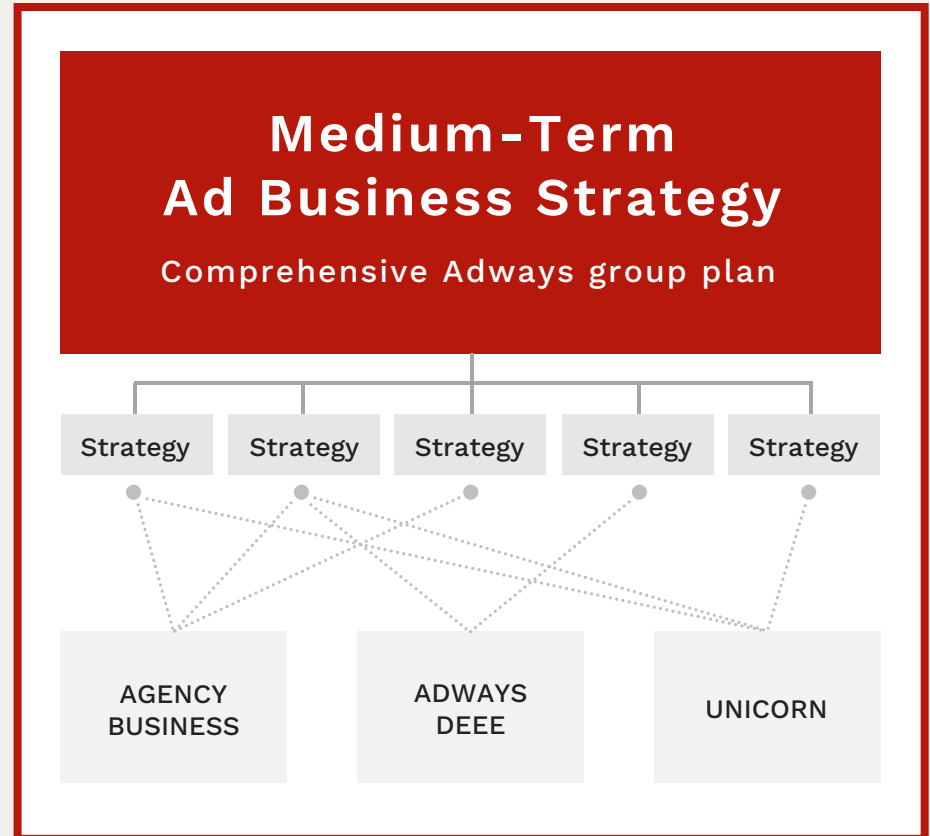 Medium-Term
Ad Business Strategy
Comprehensive Adways group plan
Strategy
Strategy
Strategy
Strategy
Strategy
AGENCY
BUSINESS
ADWAYS
DEEE
UNICORN